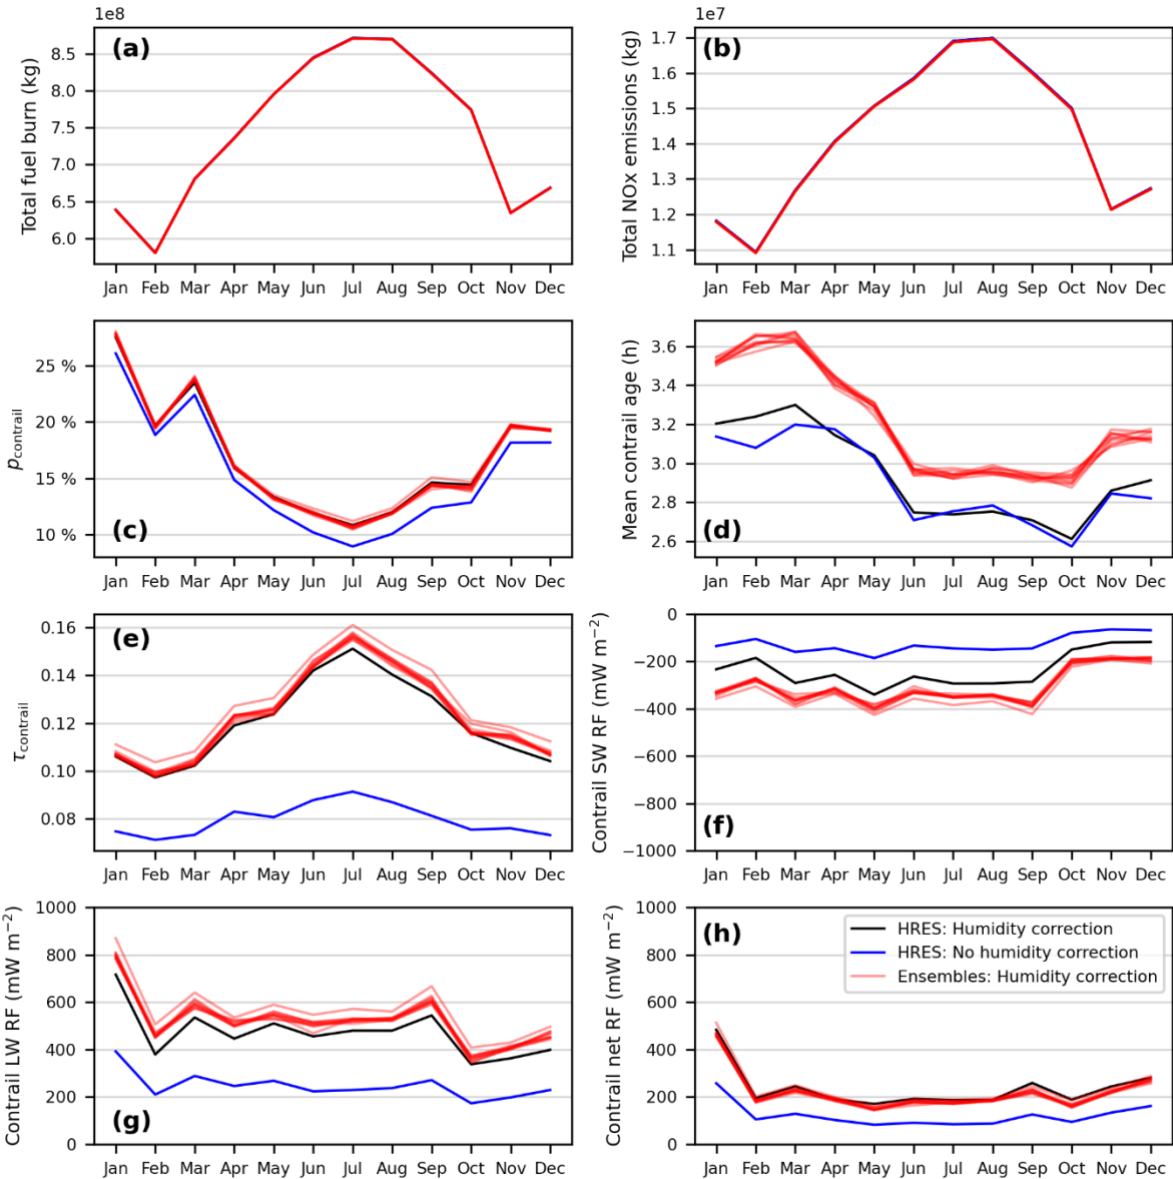 1e8
(a)
Total fuel burn (kg)
8.5
8.0
7.5
7.0
6.5
6.0
Jan Feb Mar Apr May Jun Jul Aug Sep Oct Nov Dec
1e7
(b)
Total NOx emissions (kg)
1.7
1.6
1.5
1.4
1.3
1.2
1.1
Jan Feb Mar Apr May Jun Jul Aug Sep Oct Nov Dec
(c)
pcontrail
25 %
20 %
15 %
10 %
Jan Feb Mar Apr May Jun Jul Aug Sep Oct Nov Dec
(d)
Mean contrail age (h)
3.6
3.4
3.2
3.0
2.8
2.6
Jan Feb Mar Apr May Jun Jul Aug Sep Oct Nov Dec
(e)
τcontrail
0.16
0.14
0.12
0.10
0.08
Jan Feb Mar Apr May Jun Jul Aug Sep Oct Nov Dec
(f)
Contrail SW RF (mW m−2)
0
−200
−400
−600
−800
−1000
Jan Feb Mar Apr May Jun Jul Aug Sep Oct Nov Dec
(g)
Contrail LW RF (mW m−2)
1000
800
600
400
200
0
Jan Feb Mar Apr May Jun Jul Aug Sep Oct Nov Dec
(h)
Contrail net RF (mW m−2)
1000
800
600
400
200
0
HRES: Humidity correction
HRES: No humidity correction
Ensembles: Humidity correction
Jan Feb Mar Apr May Jun Jul Aug Sep Oct Nov Dec